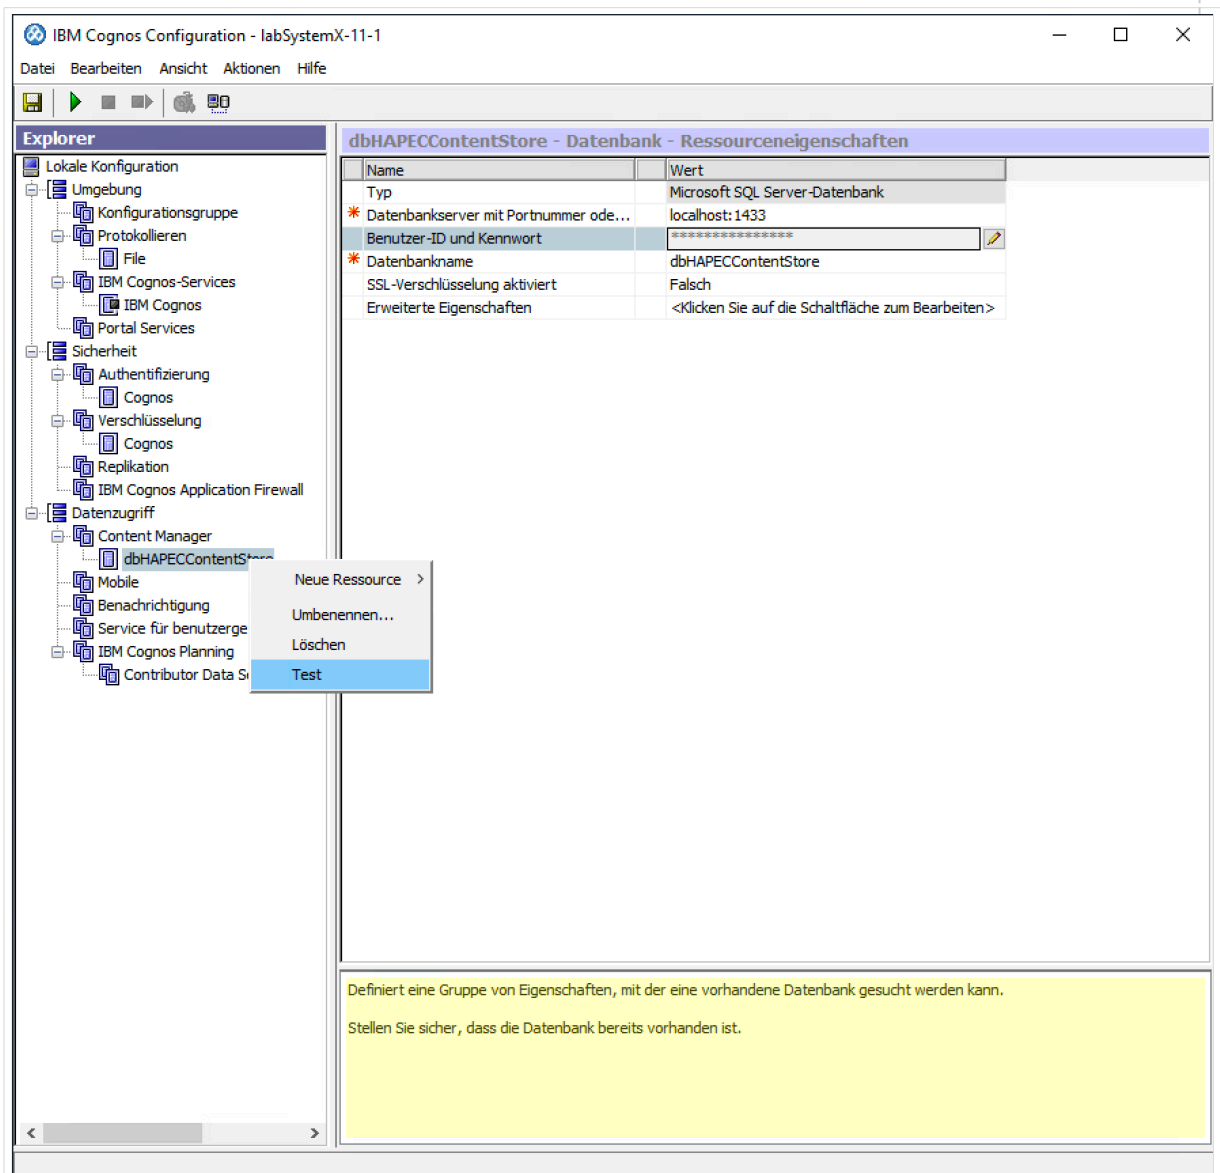 IBM Cognos Configuration - labSystemX-11-1
Datei Bearbeiten Ansicht Aktionen Hilfe
Explorer
Lokale Konfiguration
Umgebung
Konfigurationsgruppe
Protokollieren
File
IBM Cognos-Services
IBM Cognos
Portal Services
Sicherheit
Authentifizierung
Cognos
Verschlüsselung
Cognos
Replikation
IBM Cognos Application Firewall
Datenzugriff
Content Manager
dbHAPECContentStore
Mobile
Benachrichtigung
Service für benutzerge
IBM Cognos Planning
Contributor Data S
Neue Ressource >
Umbenennen...
Löschen
Test
dbHAPECContentStore - Datenbank - Ressourceneigenschaften
Name Wert
Typ Microsoft SQL Server-Datenbank
* Datenbankserver mit Portnummer ode... localhost:1433
Benutzer-ID und Kennwort ***************
* Datenbankname dbHAPECContentStore
SSL-Verschlüsselung aktiviert Falsch
Erweiterte Eigenschaften <Klicken Sie auf die Schaltfläche zum Bearbeiten>
Definiert eine Gruppe von Eigenschaften, mit der eine vorhandene Datenbank gesucht werden kann.
Stellen Sie sicher, dass die Datenbank bereits vorhanden ist.